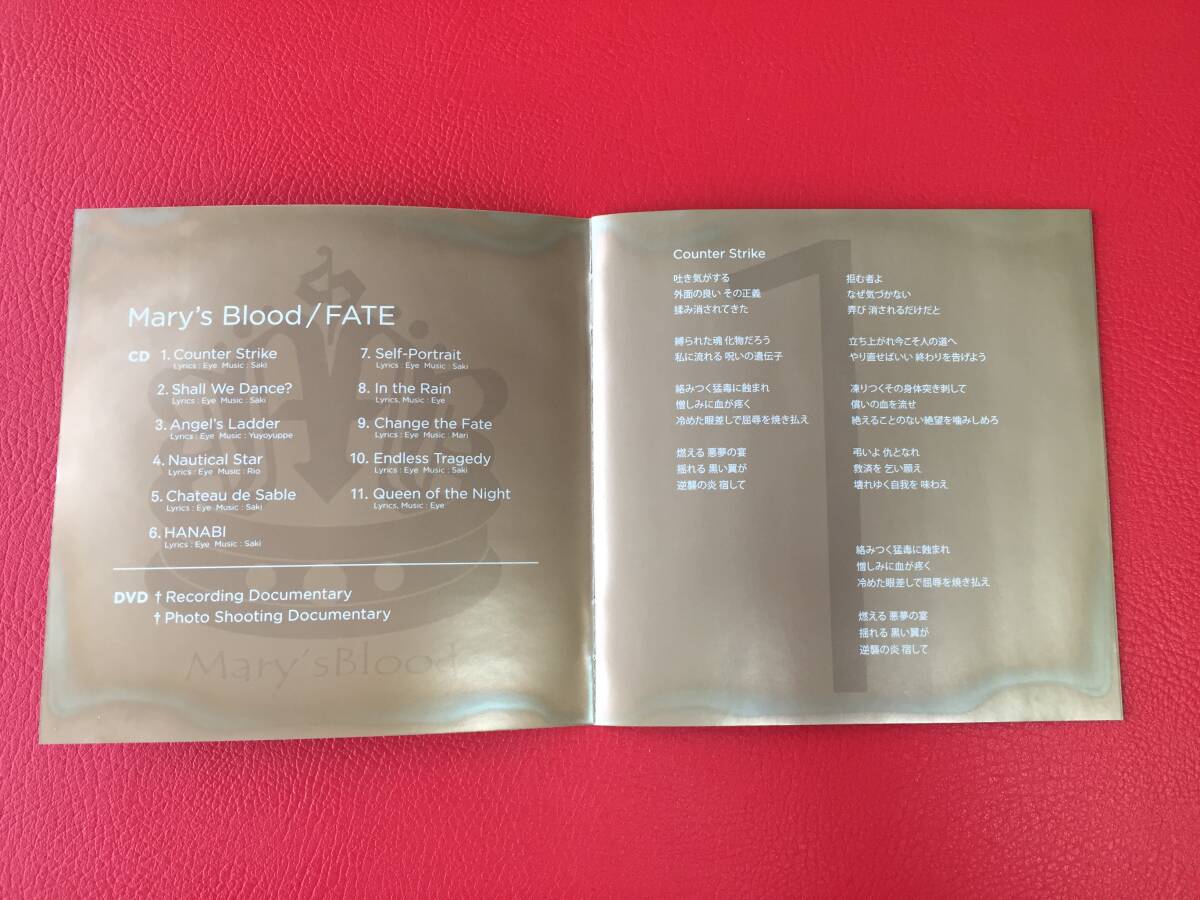 Mary's Blood/FATE
CD
1. Counter Strike
Lyrics : Eye Music : Saki
2. Shall We Dance?
Lyrics : Eye Music : Saki
3. Angel's Ladder
Lyrics : Eye Music : Yuyoyuppe
4. Nautical Star
Lyrics : Eye Music : Rio
5. Chateau de Sable
Lyrics : Eye Music : Saki
6. HANABI
Lyrics : Eye Music : Saki
7. Self-Portrait
Lyrics : Eye Music : Saki
8. In the Rain
Lyrics, Music : Eye
9. Change the Fate
Lyrics : Eye Music : Mari
10. Endless Tragedy
Lyrics : Eye Music : Saki
11. Queen of the Night
Lyrics, Music : Eye
DVD † Recording Documentary
† Photo Shooting Documentary
Mary'sBlood
1
Counter Strike
吐き気がする
外面の良い その正義
揉み消されてきた
縛られた魂 化物だろう
私に流れる 呪いの遺伝子
絡みつく猛毒に蝕まれ
憎しみに血が疼く
冷めた眼差しで屈辱を焼き払え
燃える 悪夢の宴
揺れる 黒い翼が
逆襲の炎 宿して
拒む者よ
なぜ気づかない
弄び 消されるだけだと
立ち上がれ今こそ人の道へ
やり直せばいい 終わりを告げよう
凍りつくその身体突き刺して
償いの血を流せ
絶えることのない絶望を噛みしめろ
弔いよ 仇となれ
救済を 乞い願え
壊れゆく自我を 味わえ
絡みつく猛毒に蝕まれ
憎しみに血が疼く
冷めた眼差しで屈辱を焼き払え
燃える 悪夢の宴
揺れる 黒い翼が
逆襲の炎 宿して